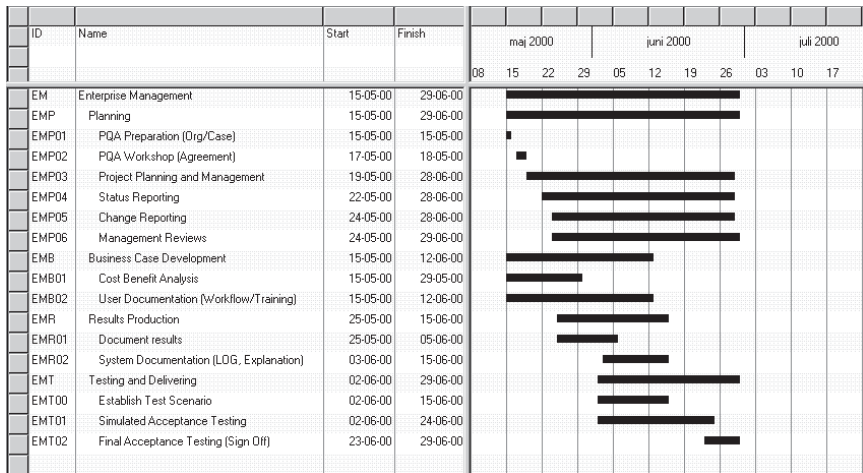 ID Name Start Finish maj 2000 juni 2000 juli 2000
08 15 22 29 05 12 19 26 03 10 17
EM Enterprise Management 15-05-00 29-06-00
EMP Planning 15-05-00 29-06-00
EMP01 PQA Preparation (Org/Case) 15-05-00 15-05-00
EMP02 PQA Workshop (Agreement) 17-05-00 18-05-00
EMP03 Project Planning and Management 19-05-00 28-06-00
EMP04 Status Reporting 22-05-00 28-06-00
EMP05 Change Reporting 24-05-00 28-06-00
EMP06 Management Reviews 24-05-00 29-06-00
EMB Business Case Development 15-05-00 12-06-00
EMB01 Cost Benefit Analysis 15-05-00 29-05-00
EMB02 User Documentation (Workflow/Training) 15-05-00 12-06-00
EMR Results Production 25-05-00 15-06-00
EMR01 Document results 25-05-00 05-06-00
EMR02 System Documentation (LOG, Explanation) 03-06-00 15-06-00
EMT Testing and Delivering 02-06-00 29-06-00
EMT00 Establish Test Scenario 02-06-00 15-06-00
EMT01 Simulated Acceptance Testing 02-06-00 24-06-00
EMT02 Final Acceptance Testing (Sign Off) 23-06-00 29-06-00